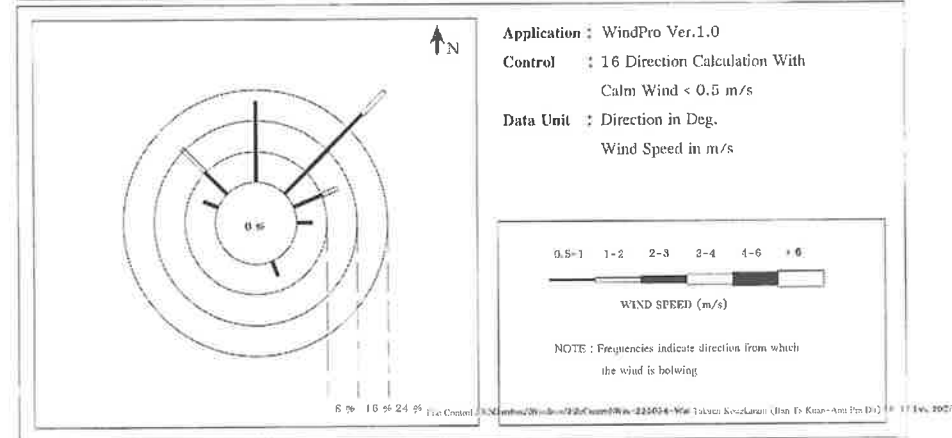 N
0 %
8 % 16 % 24 %
Application : WindPro Ver.1.0
Control : 16 Direction Calculation With
Calm Wind < 0.5 m/s
Data Unit : Direction in Deg.
Wind Speed in m/s
0.5-1 1-2 2-3 3-4 4-6 +6
WIND SPEED (m/s)
NOTE : Frequencies indicate direction from which
the wind is bolwing